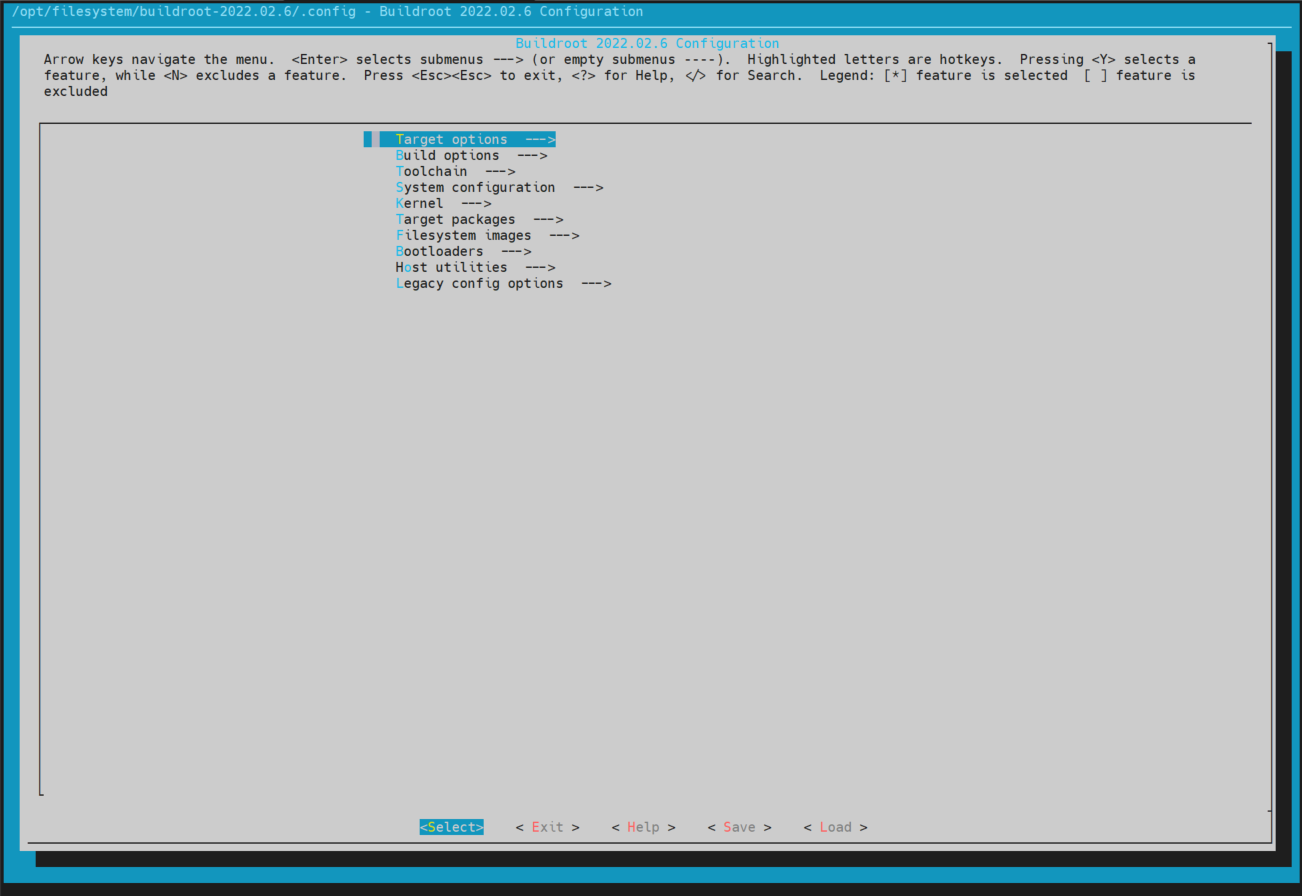 /opt/filesystem/buildroot-2022.02.6/.config - Buildroot 2022.02.6 Configuration
Buildroot 2022.02.6 Configuration
Arrow keys navigate the menu.  <Enter> selects submenus ---> (or empty submenus ----).  Highlighted letters are hotkeys.  Pressing <Y> selects a
feature, while <N> excludes a feature.  Press <Esc><Esc> to exit, <?> for Help, </> for Search.  Legend: [*] feature is selected  [ ] feature is
excluded
Target options  --->
Build options  --->
Toolchain  --->
System configuration  --->
Kernel  --->
Target packages  --->
Filesystem images  --->
Bootloaders  --->
Host utilities  --->
Legacy config options  --->
<Select>    < Exit >    < Help >    < Save >    < Load >